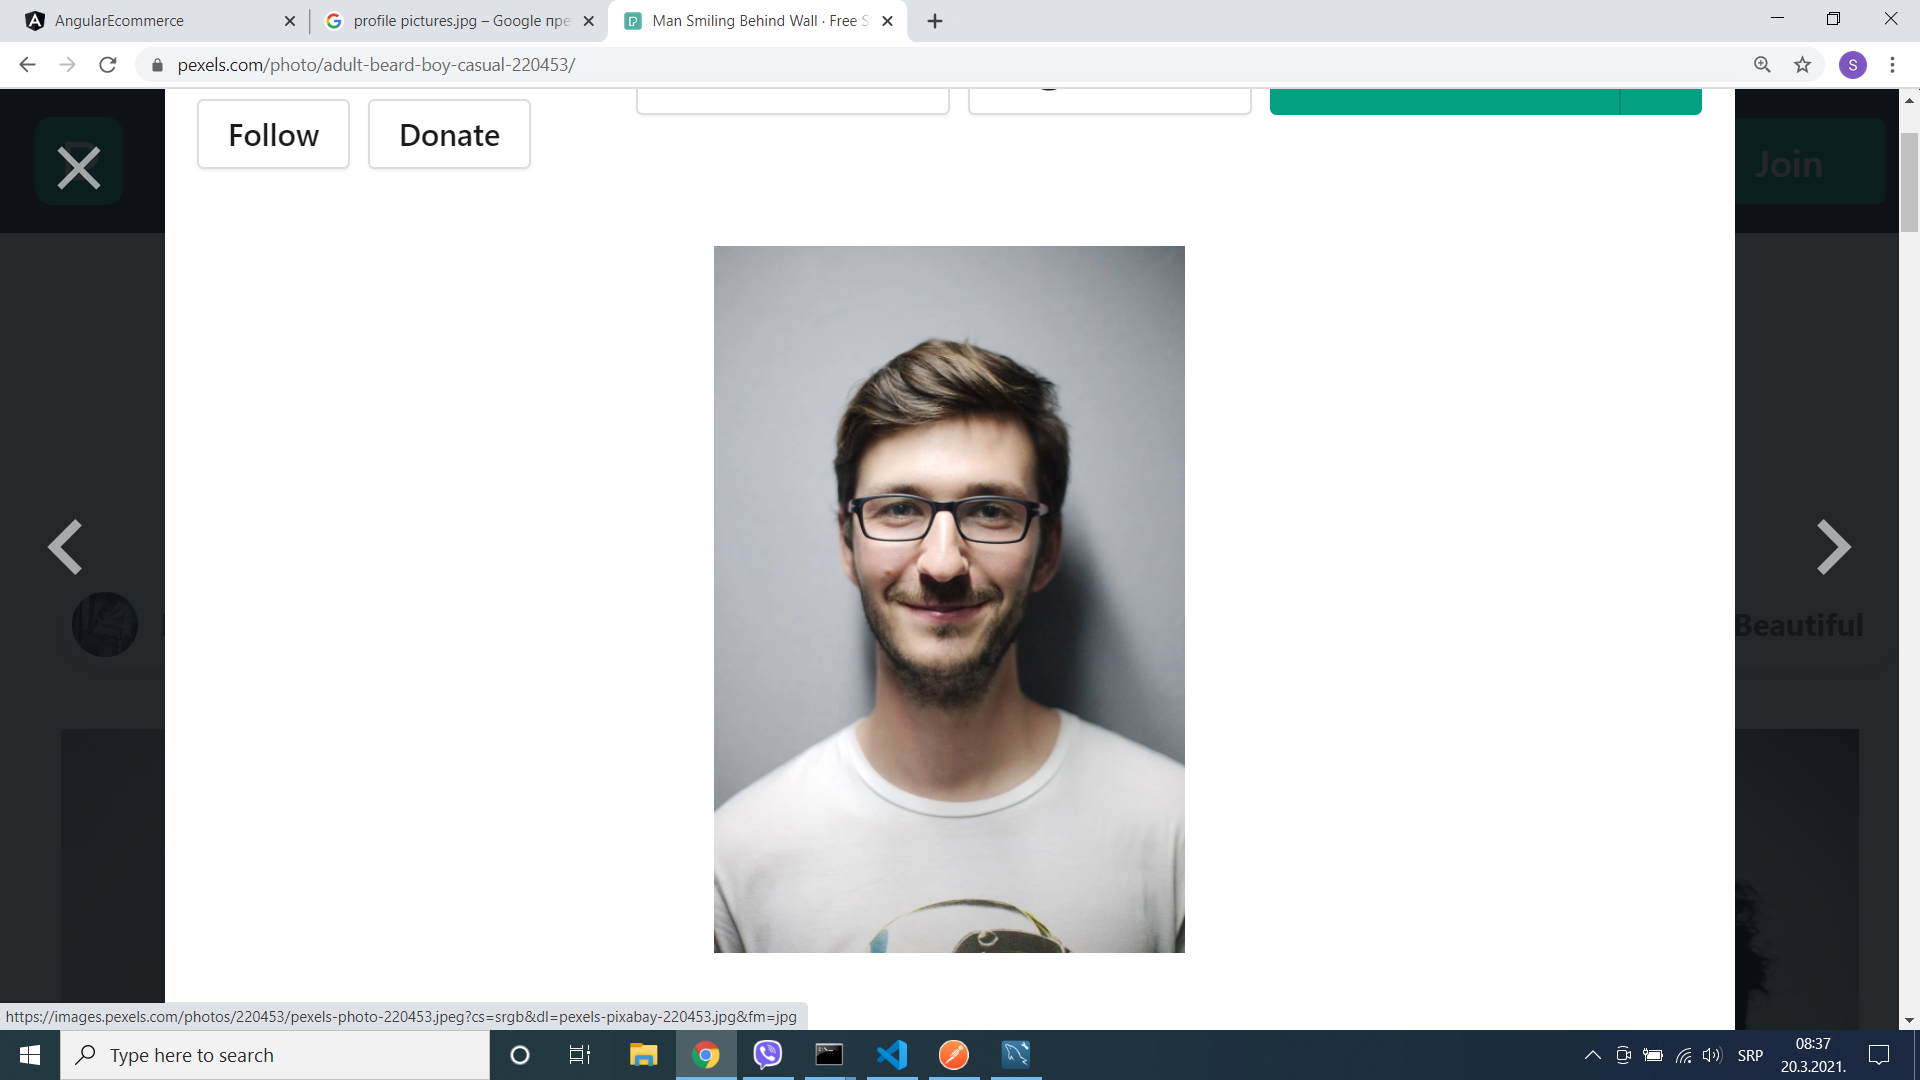 AngularEcommerce
profile pictures.jpg – Google пре
Man Smiling Behind Wall · Free S
pexels.com/photo/adult-beard-boy-casual-220453/
S
Follow
Donate
Join
Beautiful
https://images.pexels.com/photos/220453/pexels-photo-220453.jpeg?cs=srgb&dl=pexels-pixabay-220453.jpg&fm=jpg
Type here to search
SRP
08:37
20.3.2021.